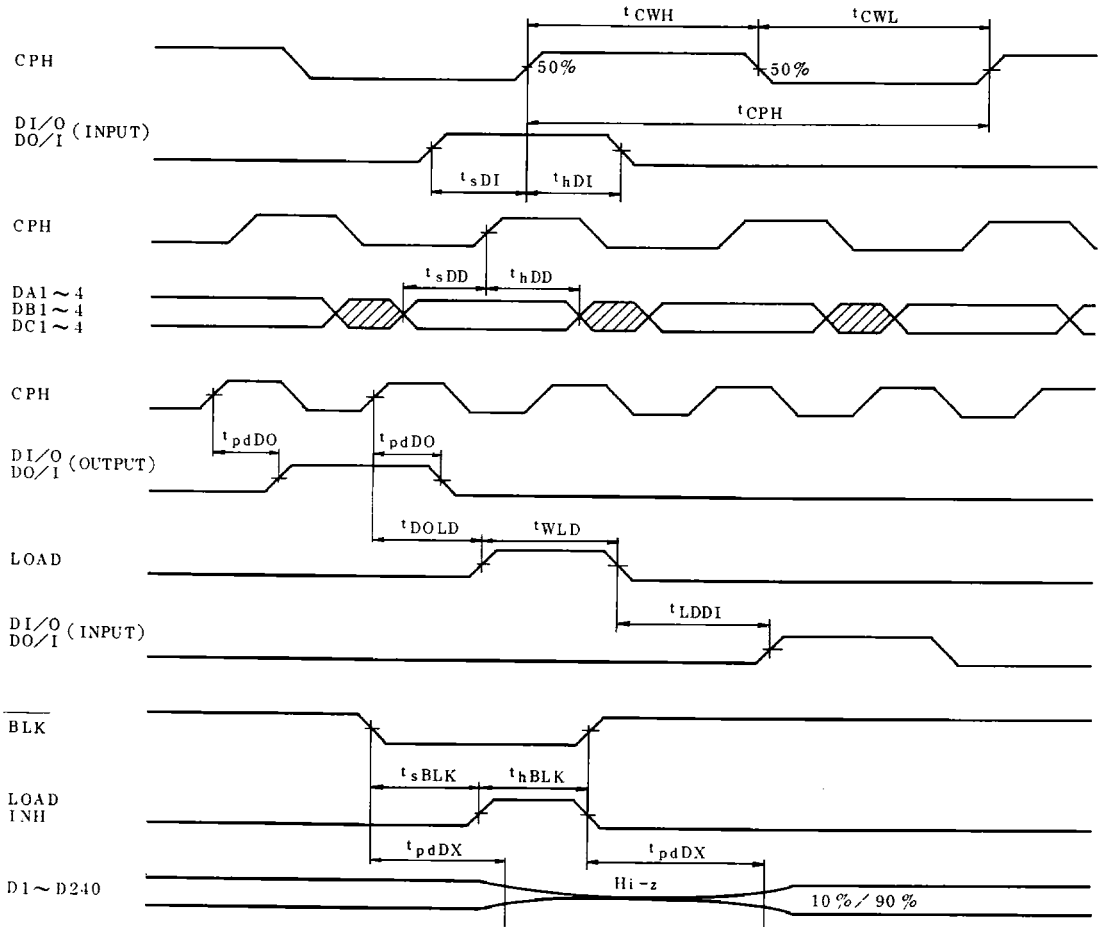 tCWH tCWL
CPH
50% 50%
tCPH
DI/O
DO/I (INPUT)
tsDI thDI
CPH
tsDD thDD
DA1~4
DB1~4
DC1~4
CPH
tpdDO tpdDO
DI/O
DO/I (OUTPUT)
tDOLD tWLD
LOAD
tLDDI
DI/O
DO/I (INPUT)
BLK
tsBLK thBLK
LOAD
INH
tpdDX tpdDX
D1~D240
Hi-z
10%/90%